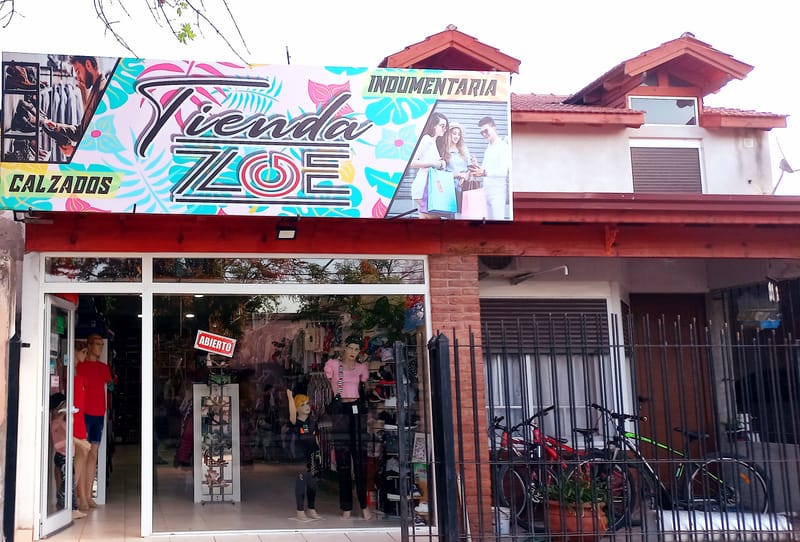 Tienda
ZOE
INDUMENTARIA
CALZADOS
ABIERTO